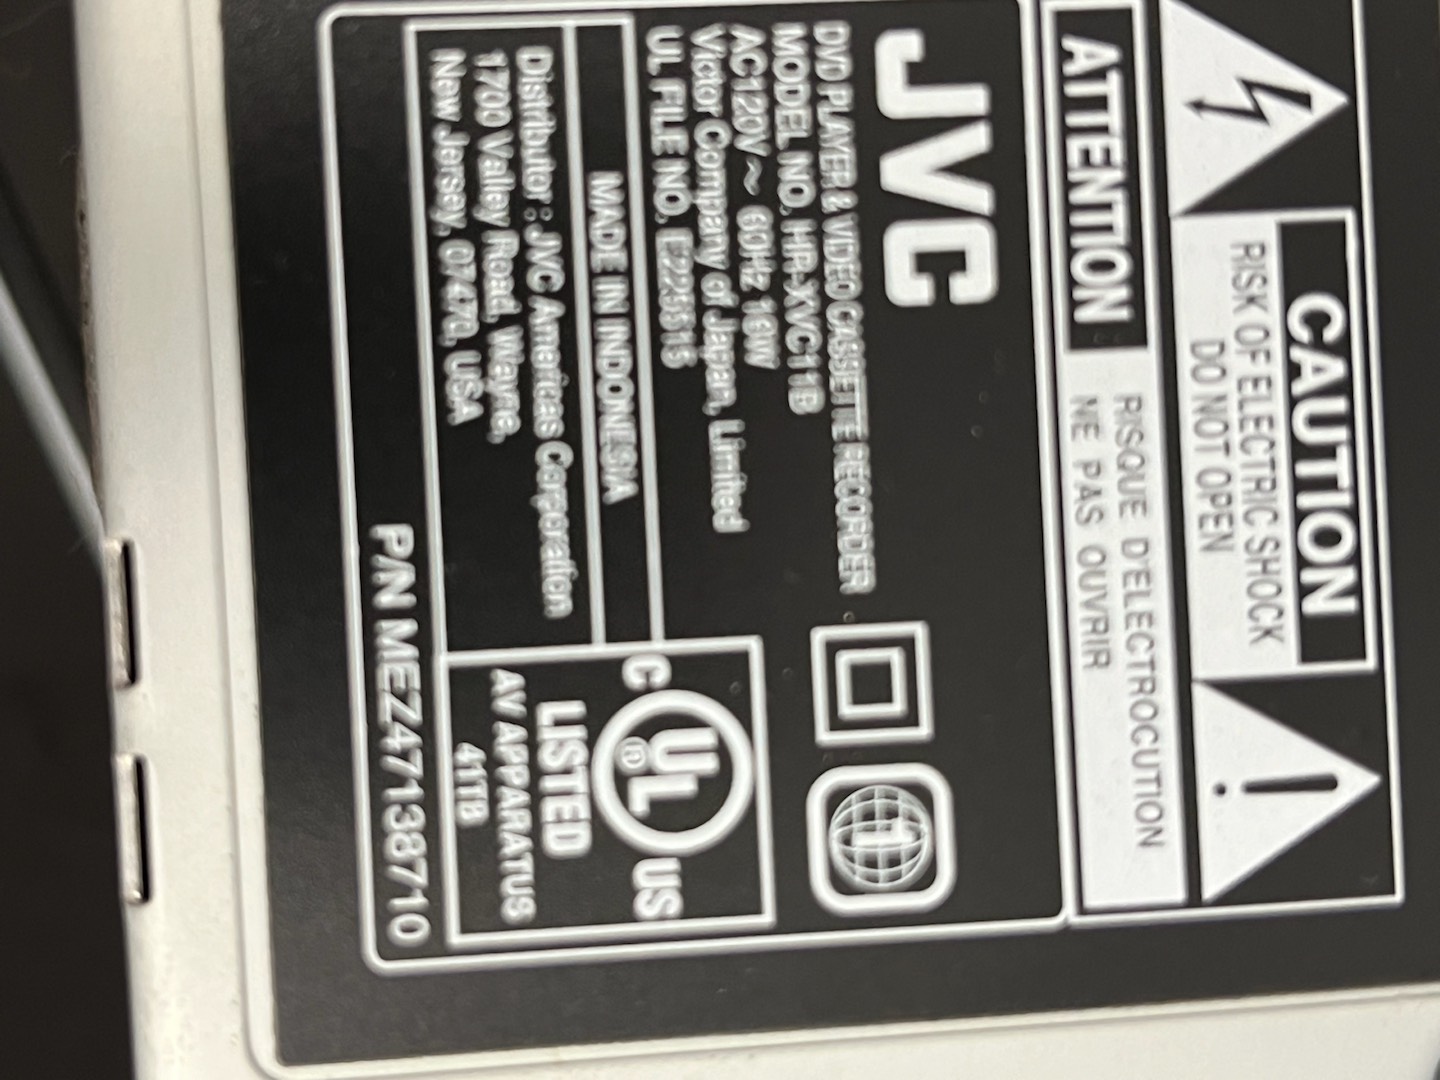 CAUTION
RISK OF ELECTRIC SHOCK
DO NOT OPEN
ATTENTION
RISQUE D'ELECTROCUTION
NE PAS OUVRIR
JVC
DVD PLAYER & VIDEO CASSETTE RECORDER
MODEL NO. HR-XVC11B
AC120V ~ 60Hz 16W
Victor Company of Japan, Limited
UL FILE NO.
1
MADE IN INDONESIA
Distributor : JVC Americas Corporation
1700 Valley Road, Wayne,
New Jersey, 07470, USA
C UL US
®
LISTED
AV APPARATUS
41TB
P/N MEZ47138710